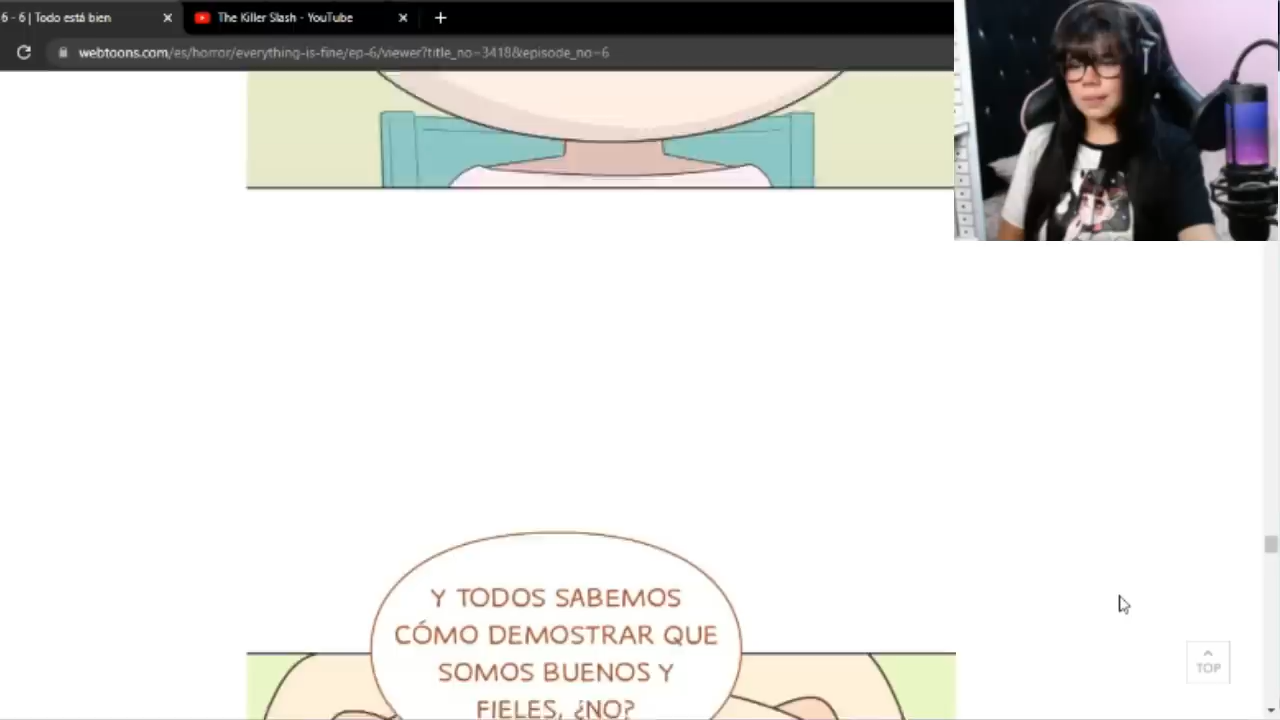 6 - 6 | Todo está bien
The Killer Slash - YouTube
webtoons.com/es/horror/everything-is-fine/ep-6/viewer?title_no=3418&episode_no=6
Y TODOS SABEMOS
CÓMO DEMOSTRAR QUE
SOMOS BUENOS Y
FIELES, ¿NO?
TOP